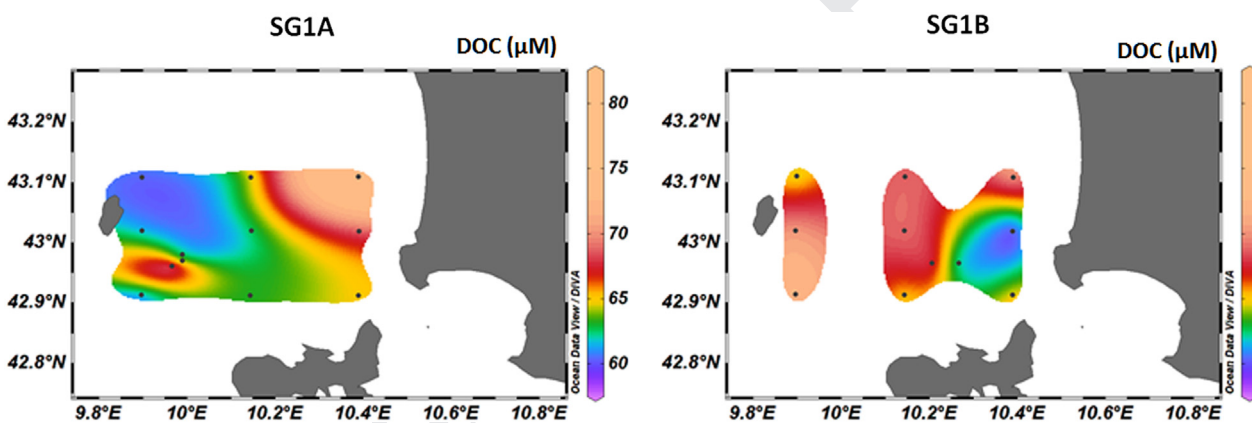 SG1A
DOC (µM)
43.2°N
43.1°N
43°N
42.9°N
42.8°N
9.8°E 10°E 10.2°E 10.4°E 10.6°E 10.8°E
80
75
70
65
60
Ocean Data View / DIVA
SG1B
DOC (µM)
43.2°N
43.1°N
43°N
42.9°N
42.8°N
9.8°E 10°E 10.2°E 10.4°E 10.6°E 10.8°E
Ocean Data View / DIVA